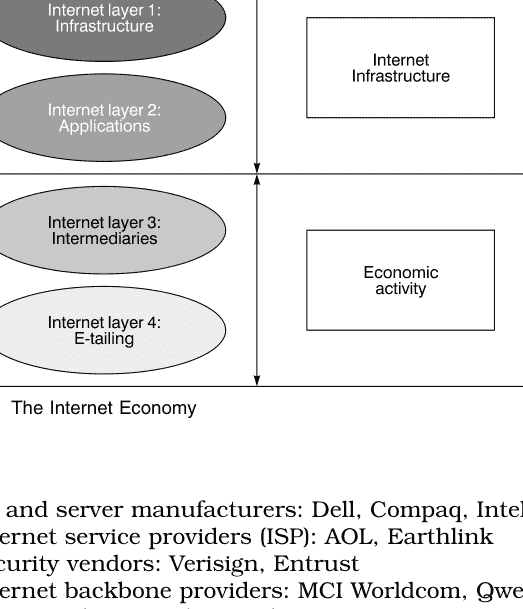 Internet layer 1:
Infrastructure
Internet
Infrastructure
Internet layer 2:
Applications
Internet layer 3:
Intermediaries
Economic
activity
Internet layer 4:
E-tailing
The Internet Economy
and server manufacturers: Dell, Compaq, Intel
ernet service providers (ISP): AOL, Earthlink
curity vendors: Verisign, Entrust
ernet backbone providers: MCI Worldcom, Qwe